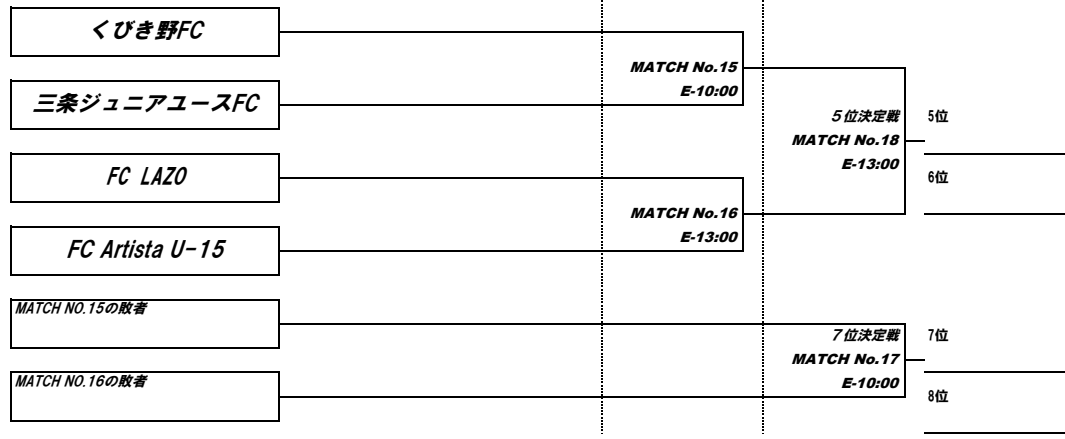 くびき野FC
MATCH No.15
E-10:00
三条ジュニアユースFC
5位決定戦
5位
MATCH No.18
E-13:00
6位
FC LAZO
MATCH No.16
E-13:00
FC Artista U-15
MATCH NO.15の敗者
7位決定戦
7位
MATCH No.17
E-10:00
8位
MATCH NO.16の敗者